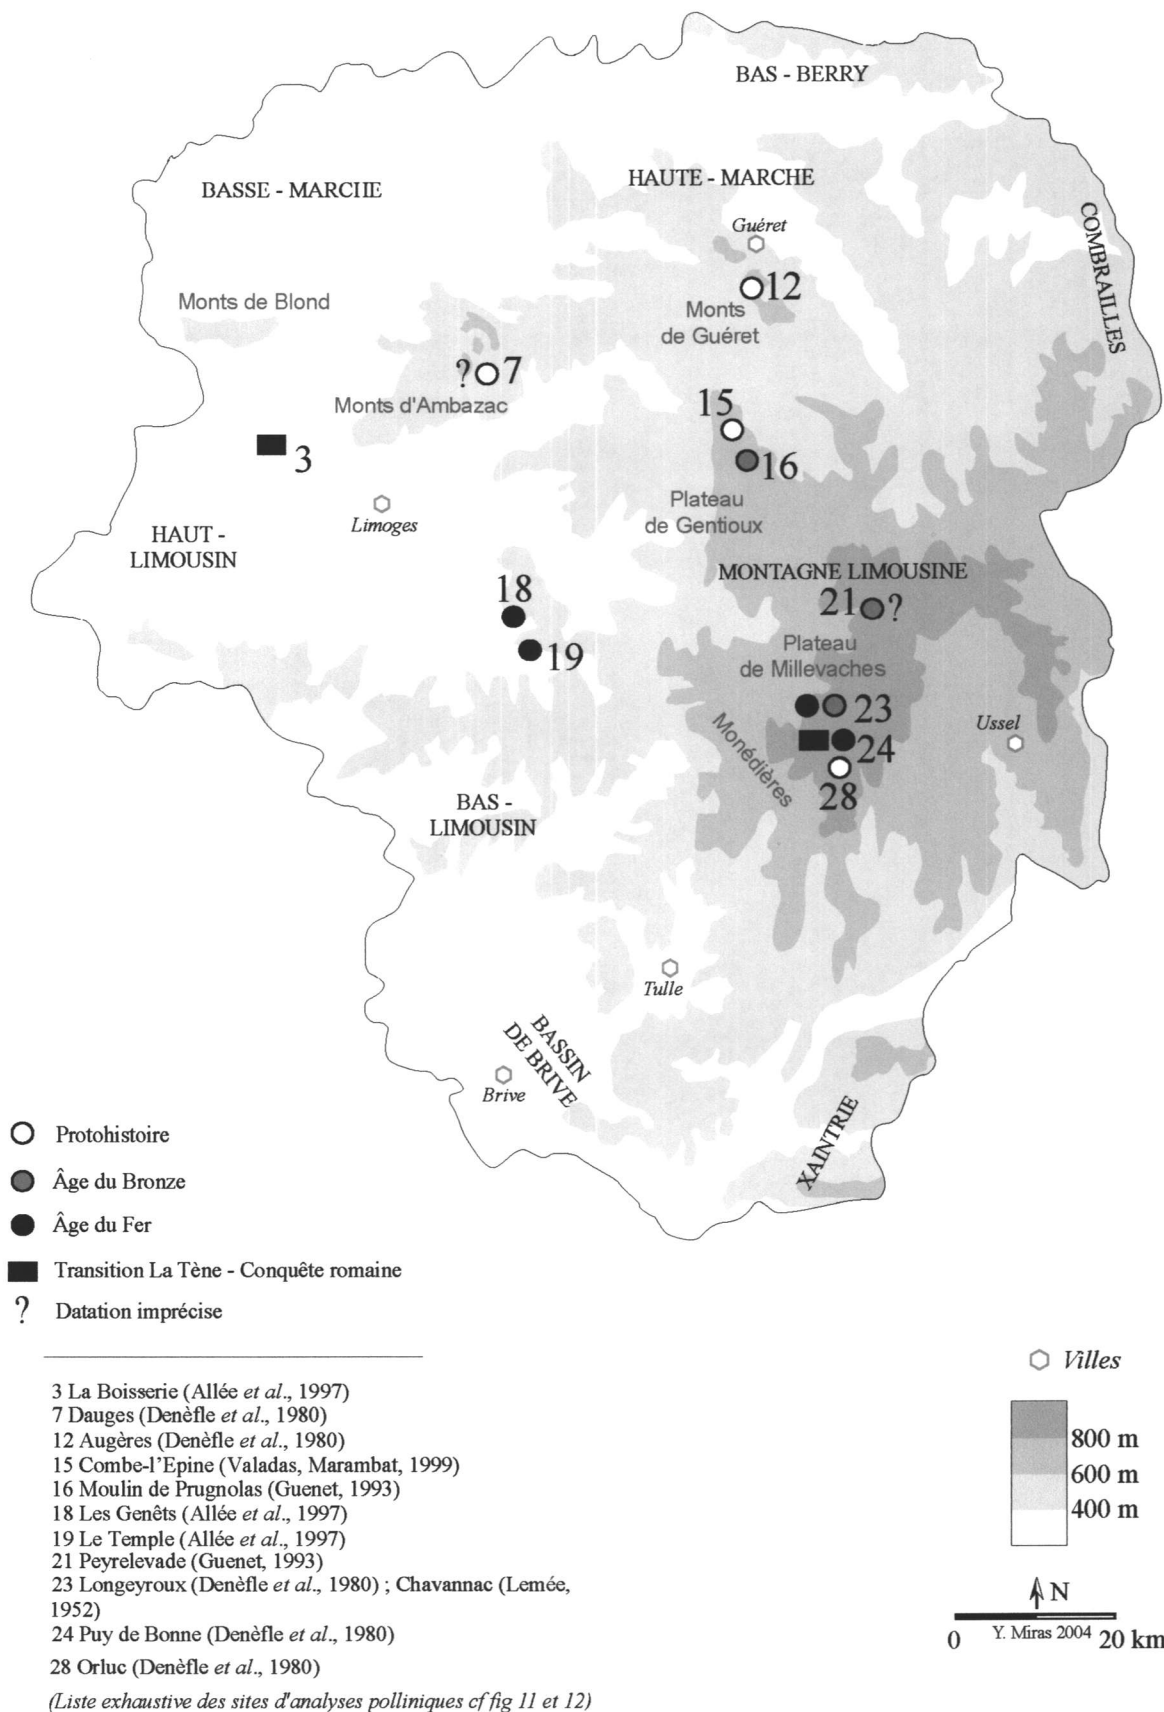 BAS - BERRY
BASSE - MARCHE
HAUTE - MARCHE
Guéret
COMBRAILLES
12
Monts de Blond
Monts
de Guéret
? 7
Monts d'Ambazac
15
3
16
Plateau
de Gentioux
Limoges
HAUT -
LIMOUSIN
MONTAGNE LIMOUSINE
18
21 ?
19
Plateau
de Millevaches
23
Monédières
Ussel
24
28
BAS -
LIMOUSIN
Tulle
BASSIN
DE BRIVE
Brive
XAINTRIE
Protohistoire
Âge du Bronze
Âge du Fer
Transition La Tène - Conquête romaine
? Datation imprécise
3 La Boisserie (Allée et al., 1997)
7 Dauges (Denèfle et al., 1980)
12 Augères (Denèfle et al., 1980)
15 Combe-l'Epine (Valadas, Marambat, 1999)
16 Moulin de Prugnolas (Guenet, 1993)
18 Les Genêts (Allée et al., 1997)
19 Le Temple (Allée et al., 1997)
21 Peyrelevade (Guenet, 1993)
23 Longeyroux (Denèfle et al., 1980) ; Chavannac (Lemée,
1952)
24 Puy de Bonne (Denèfle et al., 1980)
28 Orluc (Denèfle et al., 1980)
(Liste exhaustive des sites d'analyses polliniques cf fig 11 et 12)
Villes
800 m
600 m
400 m
N
Y. Miras 2004
0 20 km